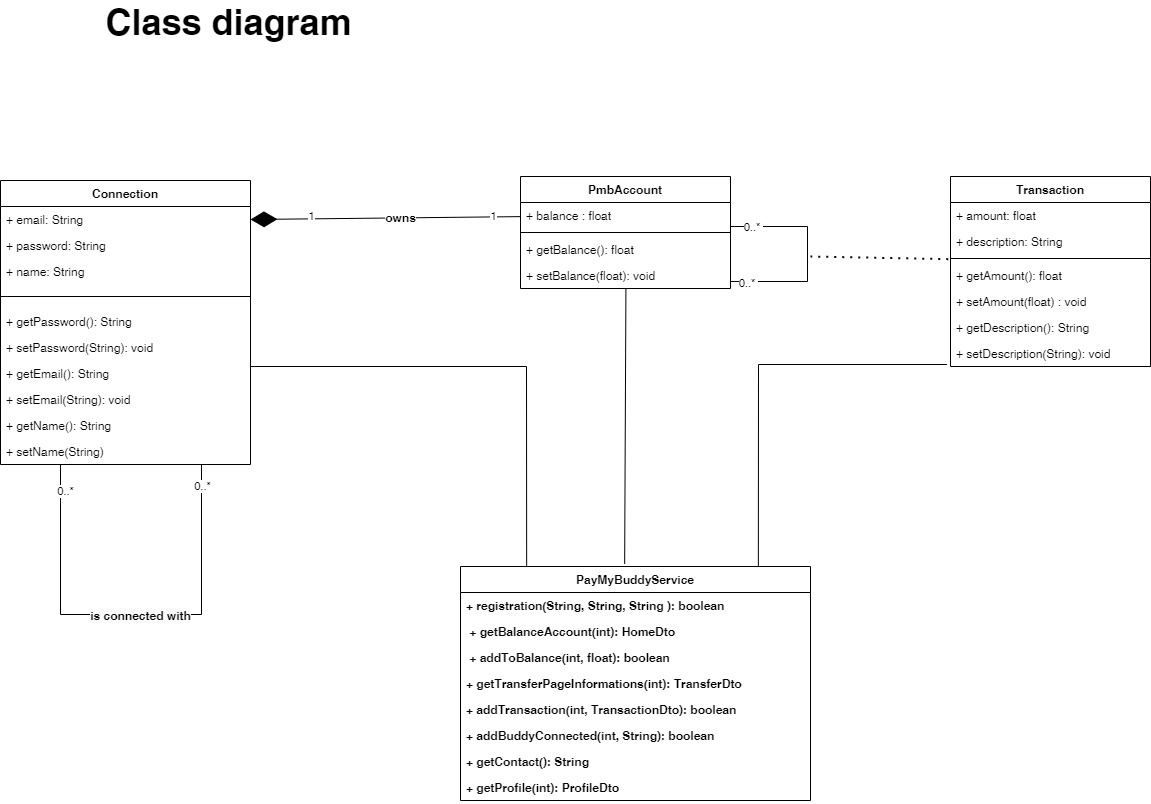 Class diagram
Connection
+ email: String
+ password: String
+ name: String
+ getPassword(): String
+ setPassword(String): void
+ getEmail(): String
+ setEmail(String): void
+ getName(): String
+ setName(String)
0..*
0..*
is connected with
1
owns
1
PmbAccount
+ balance : float
+ getBalance(): float
+ setBalance(float): void
0..*
0..*
Transaction
+ amount: float
+ description: String
+ getAmount(): float
+ setAmount(float) : void
+ getDescription(): String
+ setDescription(String): void
PayMyBuddyService
+ registration(String, String, String ): boolean
+ getBalanceAccount(int): HomeDto
+ addToBalance(int, float): boolean
+ getTransferPageInformations(int): TransferDto
+ addTransaction(int, TransactionDto): boolean
+ addBuddyConnected(int, String): boolean
+ getContact(): String
+ getProfile(int): ProfileDto